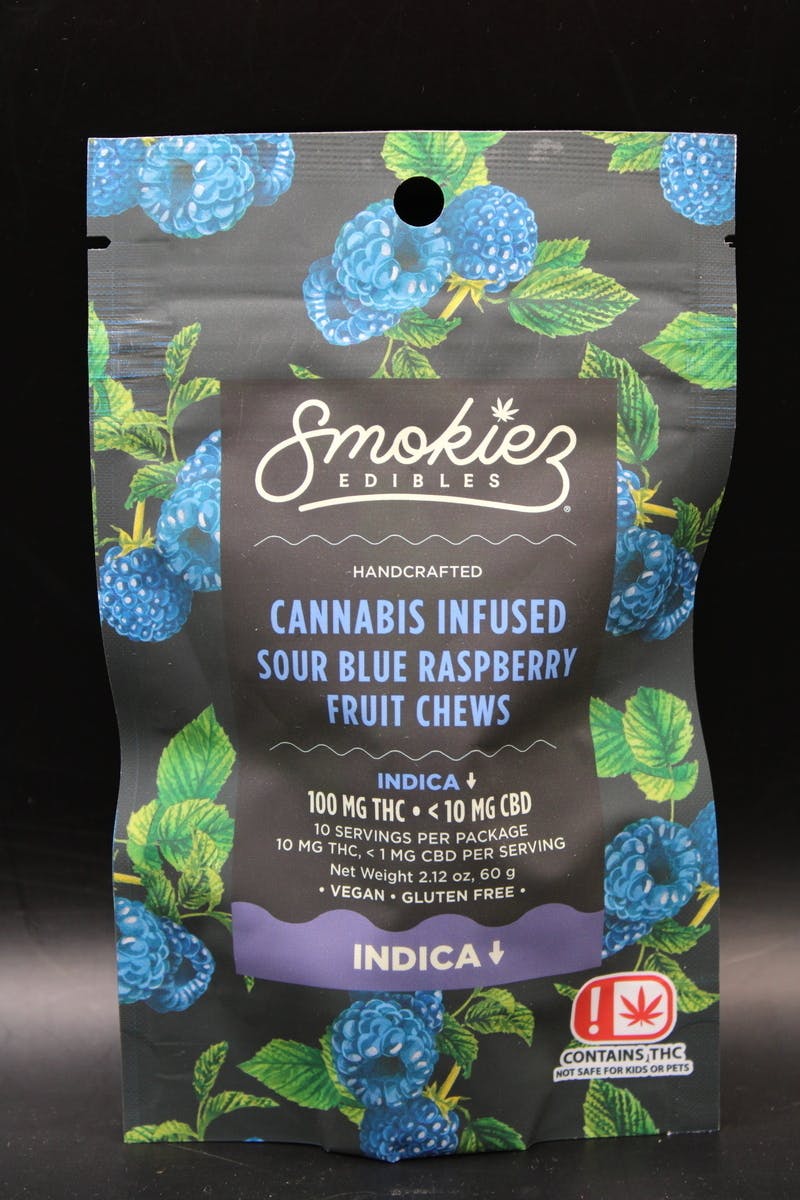 Smokiez
EDIBLES
®
HANDCRAFTED
CANNABIS INFUSED
SOUR BLUE RASPBERRY
FRUIT CHEWS
INDICA ↓
100 MG THC • < 10 MG CBD
10 SERVINGS PER PACKAGE
10 MG THC, < 1 MG CBD PER SERVING
Net Weight 2.12 oz, 60 g
• VEGAN • GLUTEN FREE •
INDICA ↓
!
CONTAINS THC
NOT SAFE FOR KIDS OR PETS